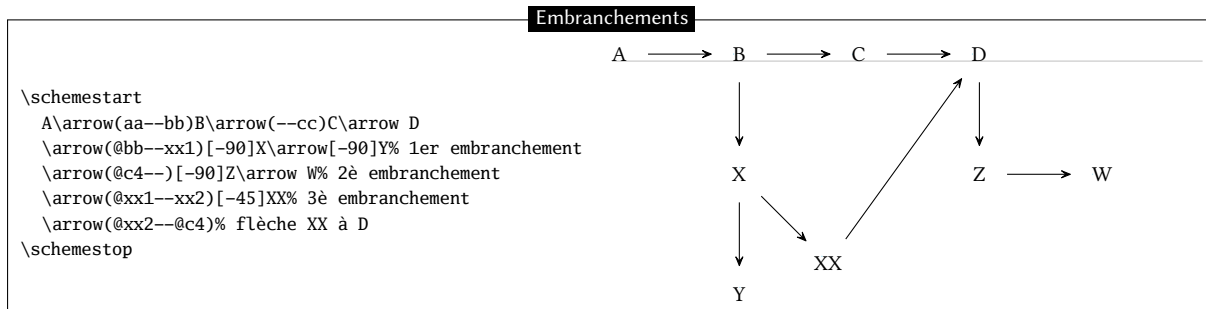 Embranchements
\schemestart
A\arrow(aa--bb)B\arrow(--cc)C\arrow D
\arrow(@bb--xx1)[-90]X\arrow[-90]Y% 1er embranchement
\arrow(@c4--)[-90]Z\arrow W% 2è embranchement
\arrow(@xx1--xx2)[-45]XX% 3è embranchement
\arrow(@xx2--@c4)% flèche XX à D
\schemestop
A B C D
X Z W
XX
Y